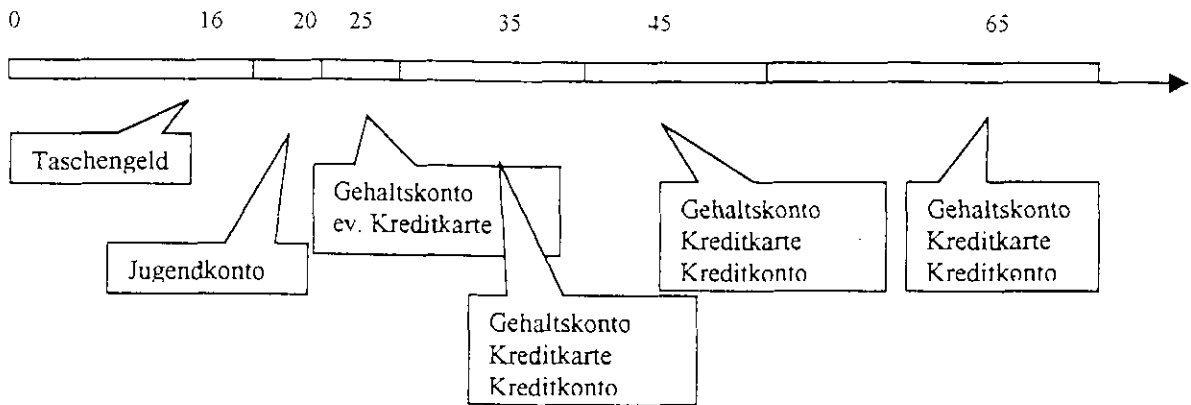 0 16 20 25 35 45 65
Taschengeld
Jugendkonto
Gehaltskonto
ev. Kreditkarte
Gehaltskonto
Kreditkarte
Kreditkonto
Gehaltskonto
Kreditkarte
Kreditkonto
Gehaltskonto
Kreditkarte
Kreditkonto